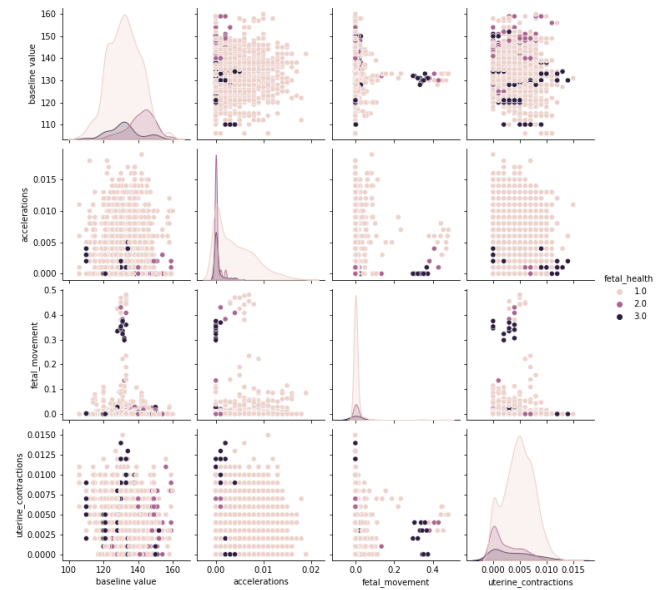 160
150
140
130
120
110
baseline value
0.015
0.010
0.005
0.000
accelerations
0.5
0.4
0.3
0.2
0.1
0.0
fetal_movement
0.0150
0.0125
0.0100
0.0075
0.0050
0.0025
0.0000
uterine_contractions
100 120 140 160
baseline value
0.00 0.01 0.02
accelerations
0.0 0.2 0.4
fetal_movement
0.000 0.005 0.010 0.015
uterine_contractions
fetal_health
1.0
2.0
3.0